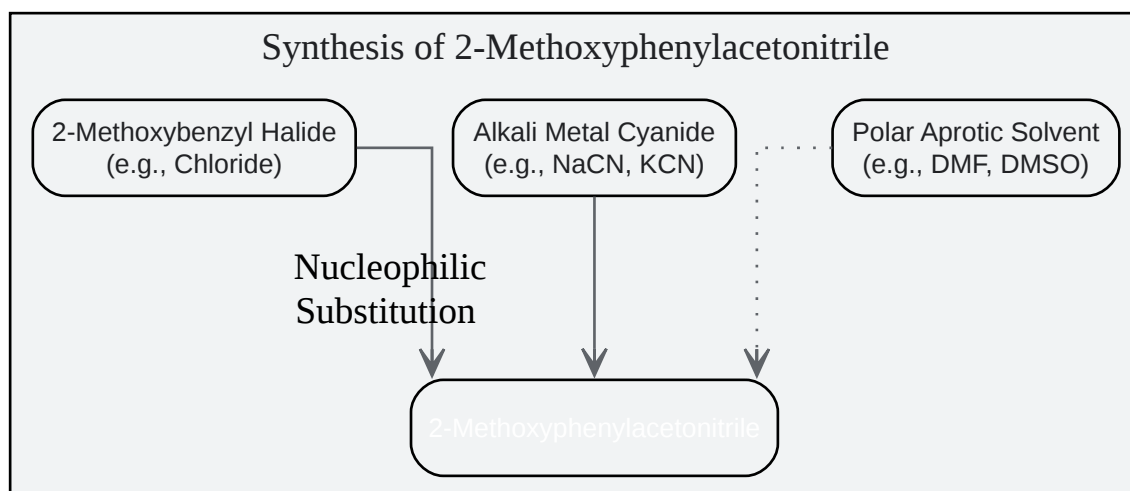 Synthesis of 2-Methoxyphenylacetonitrile
2-Methoxybenzyl Halide
(e.g., Chloride)
Alkali Metal Cyanide
(e.g., NaCN, KCN)
Polar Aprotic Solvent
(e.g., DMF, DMSO)
Nucleophilic
Substitution
2-Methoxyphenylacetonitrile